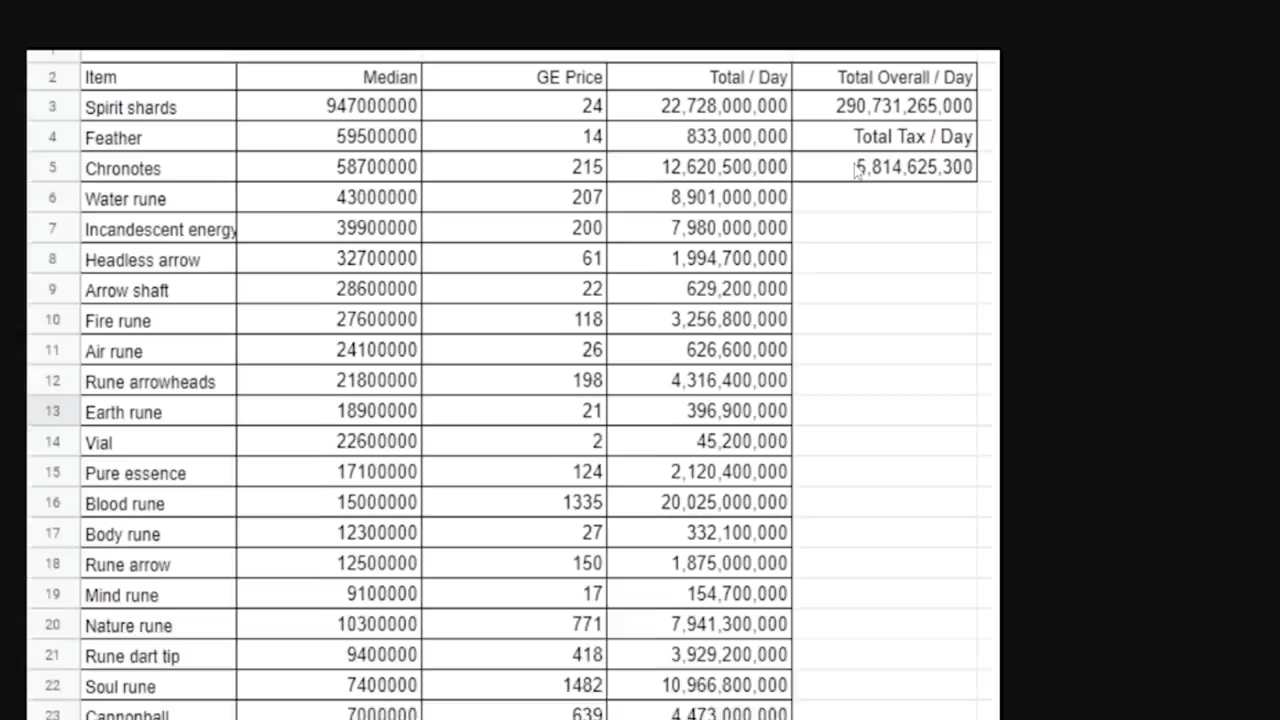 2 Item Median GE Price Total / Day Total Overall / Day
3 Spirit shards 947000000 24 22,728,000,000 290,731,265,000
4 Feather 59500000 14 833,000,000 Total Tax / Day
5 Chronotes 58700000 215 12,620,500,000 5,814,625,300
6 Water rune 43000000 207 8,901,000,000
7 Incandescent energy 39900000 200 7,980,000,000
8 Headless arrow 32700000 61 1,994,700,000
9 Arrow shaft 28600000 22 629,200,000
10 Fire rune 27600000 118 3,256,800,000
11 Air rune 24100000 26 626,600,000
12 Rune arrowheads 21800000 198 4,316,400,000
13 Earth rune 18900000 21 396,900,000
14 Vial 22600000 2 45,200,000
15 Pure essence 17100000 124 2,120,400,000
16 Blood rune 15000000 1335 20,025,000,000
17 Body rune 12300000 27 332,100,000
18 Rune arrow 12500000 150 1,875,000,000
19 Mind rune 9100000 17 154,700,000
20 Nature rune 10300000 771 7,941,300,000
21 Rune dart tip 9400000 418 3,929,200,000
22 Soul rune 7400000 1482 10,966,800,000
23 Cannonball 7000000 639 4,473,000,000